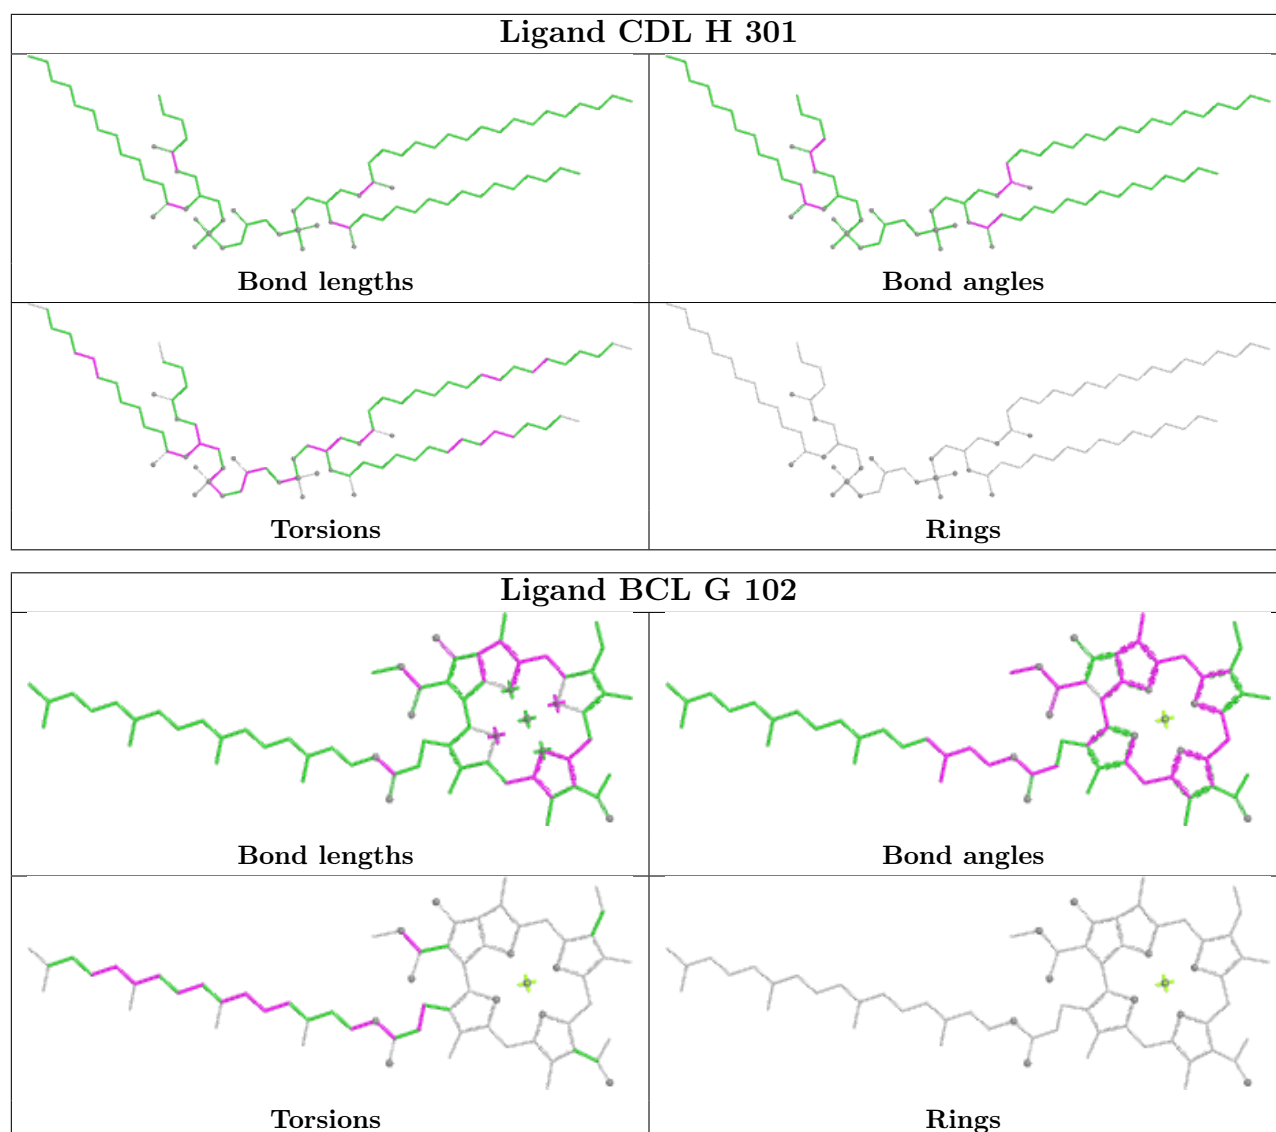 Ligand CDL H 301
Bond lengths
Bond angles
Torsions
Rings
Ligand BCL G 102
Bond lengths
Bond angles
Torsions
Rings